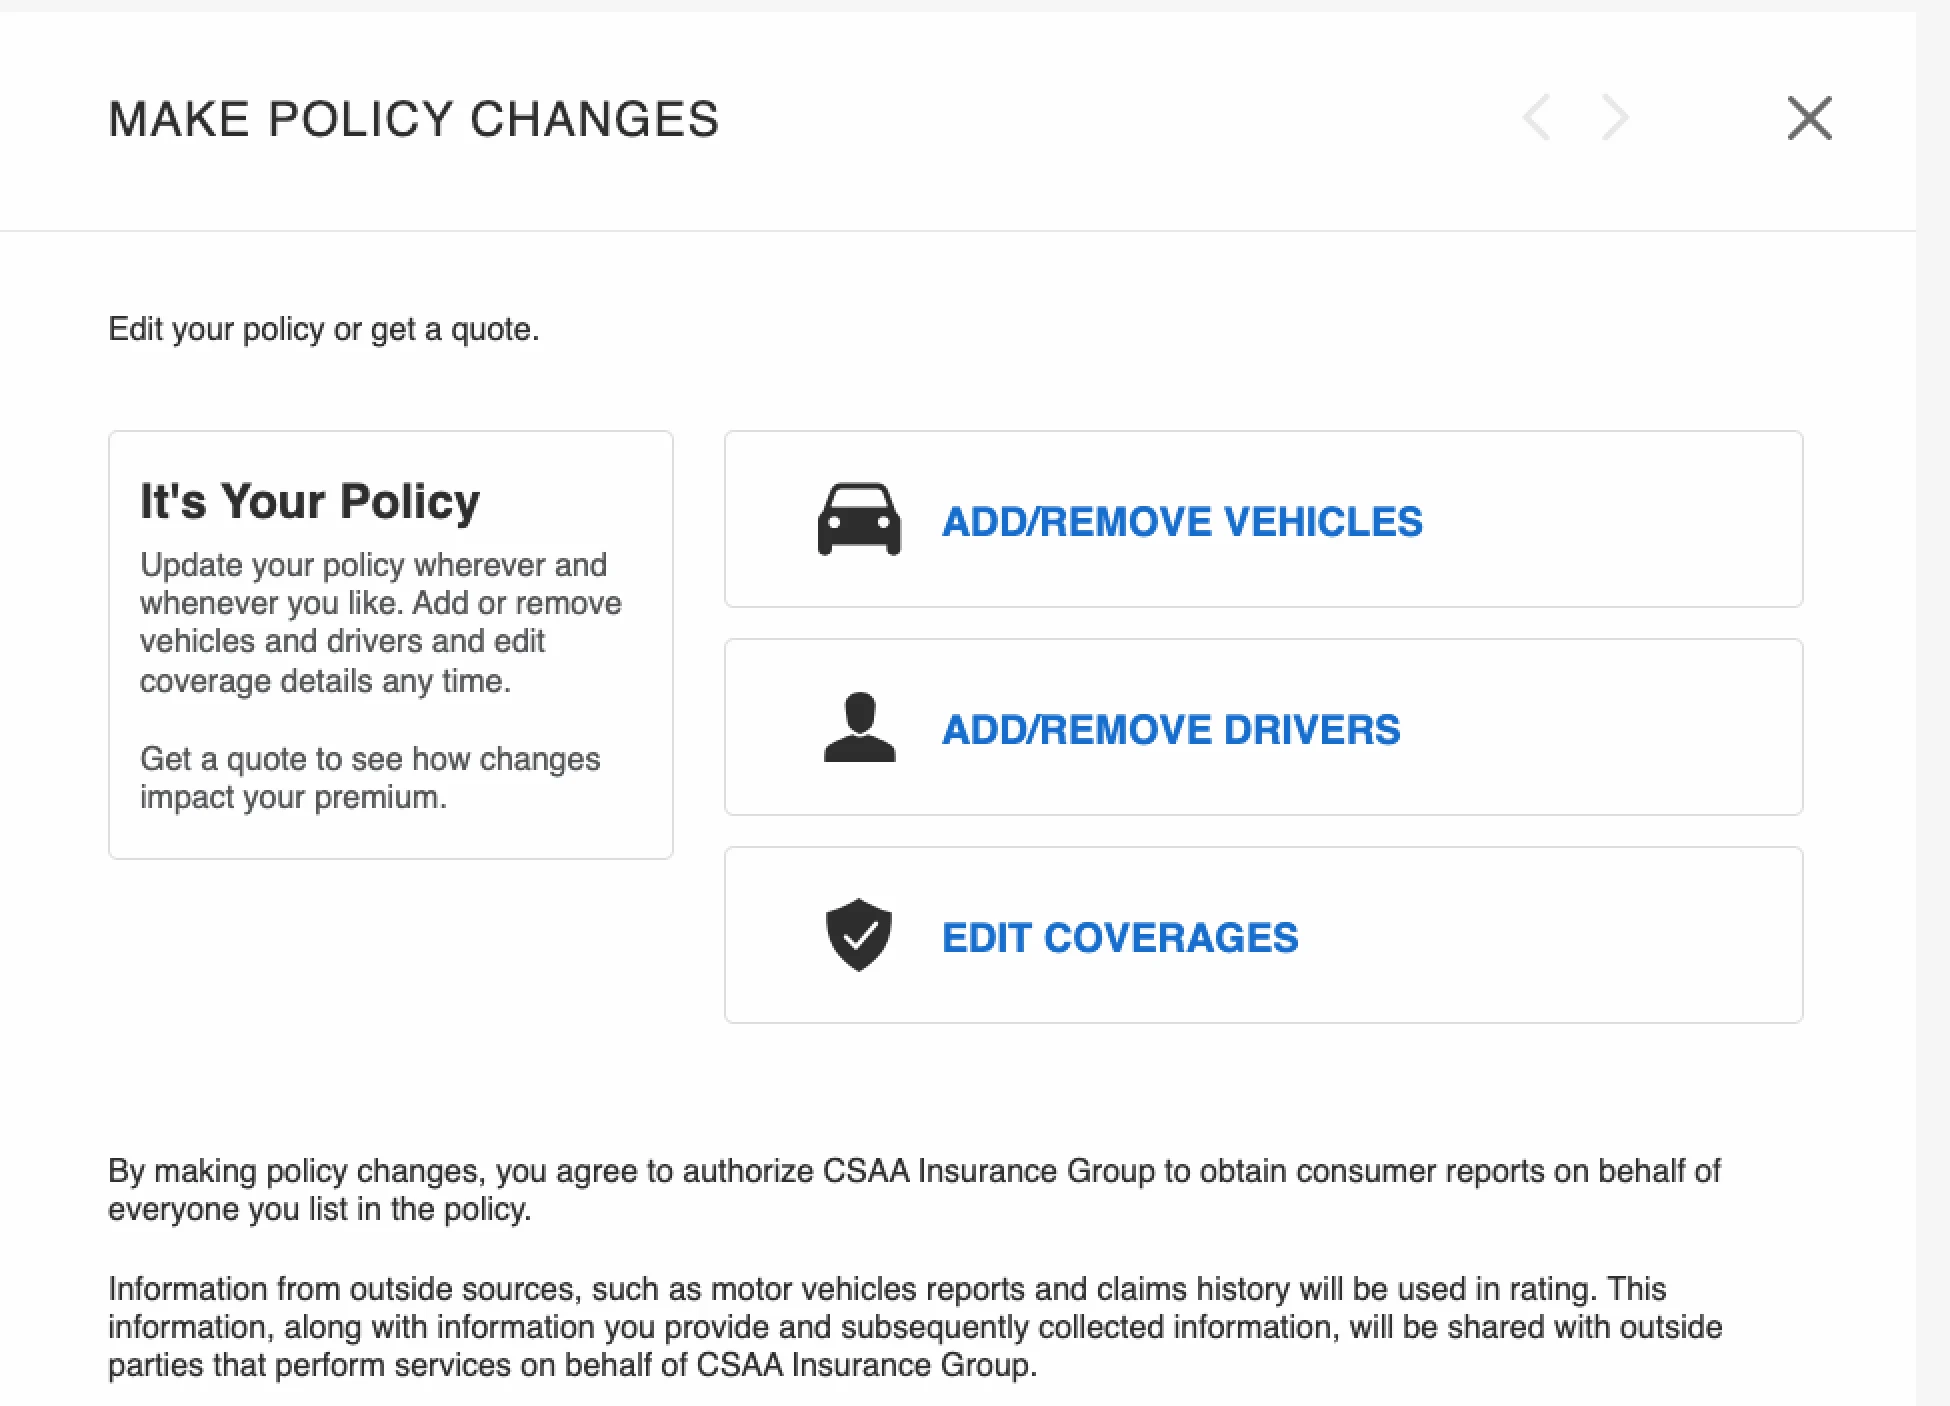 MAKE POLICY CHANGES
Edit your policy or get a quote.
It's Your Policy
Update your policy wherever and
whenever you like. Add or remove
vehicles and drivers and edit
coverage details any time.
Get a quote to see how changes
impact your premium.
ADD/REMOVE VEHICLES
ADD/REMOVE DRIVERS
EDIT COVERAGES
By making policy changes, you agree to authorize CSAA Insurance Group to obtain consumer reports on behalf of
everyone you list in the policy.
Information from outside sources, such as motor vehicles reports and claims history will be used in rating. This
information, along with information you provide and subsequently collected information, will be shared with outside
parties that perform services on behalf of CSAA Insurance Group.